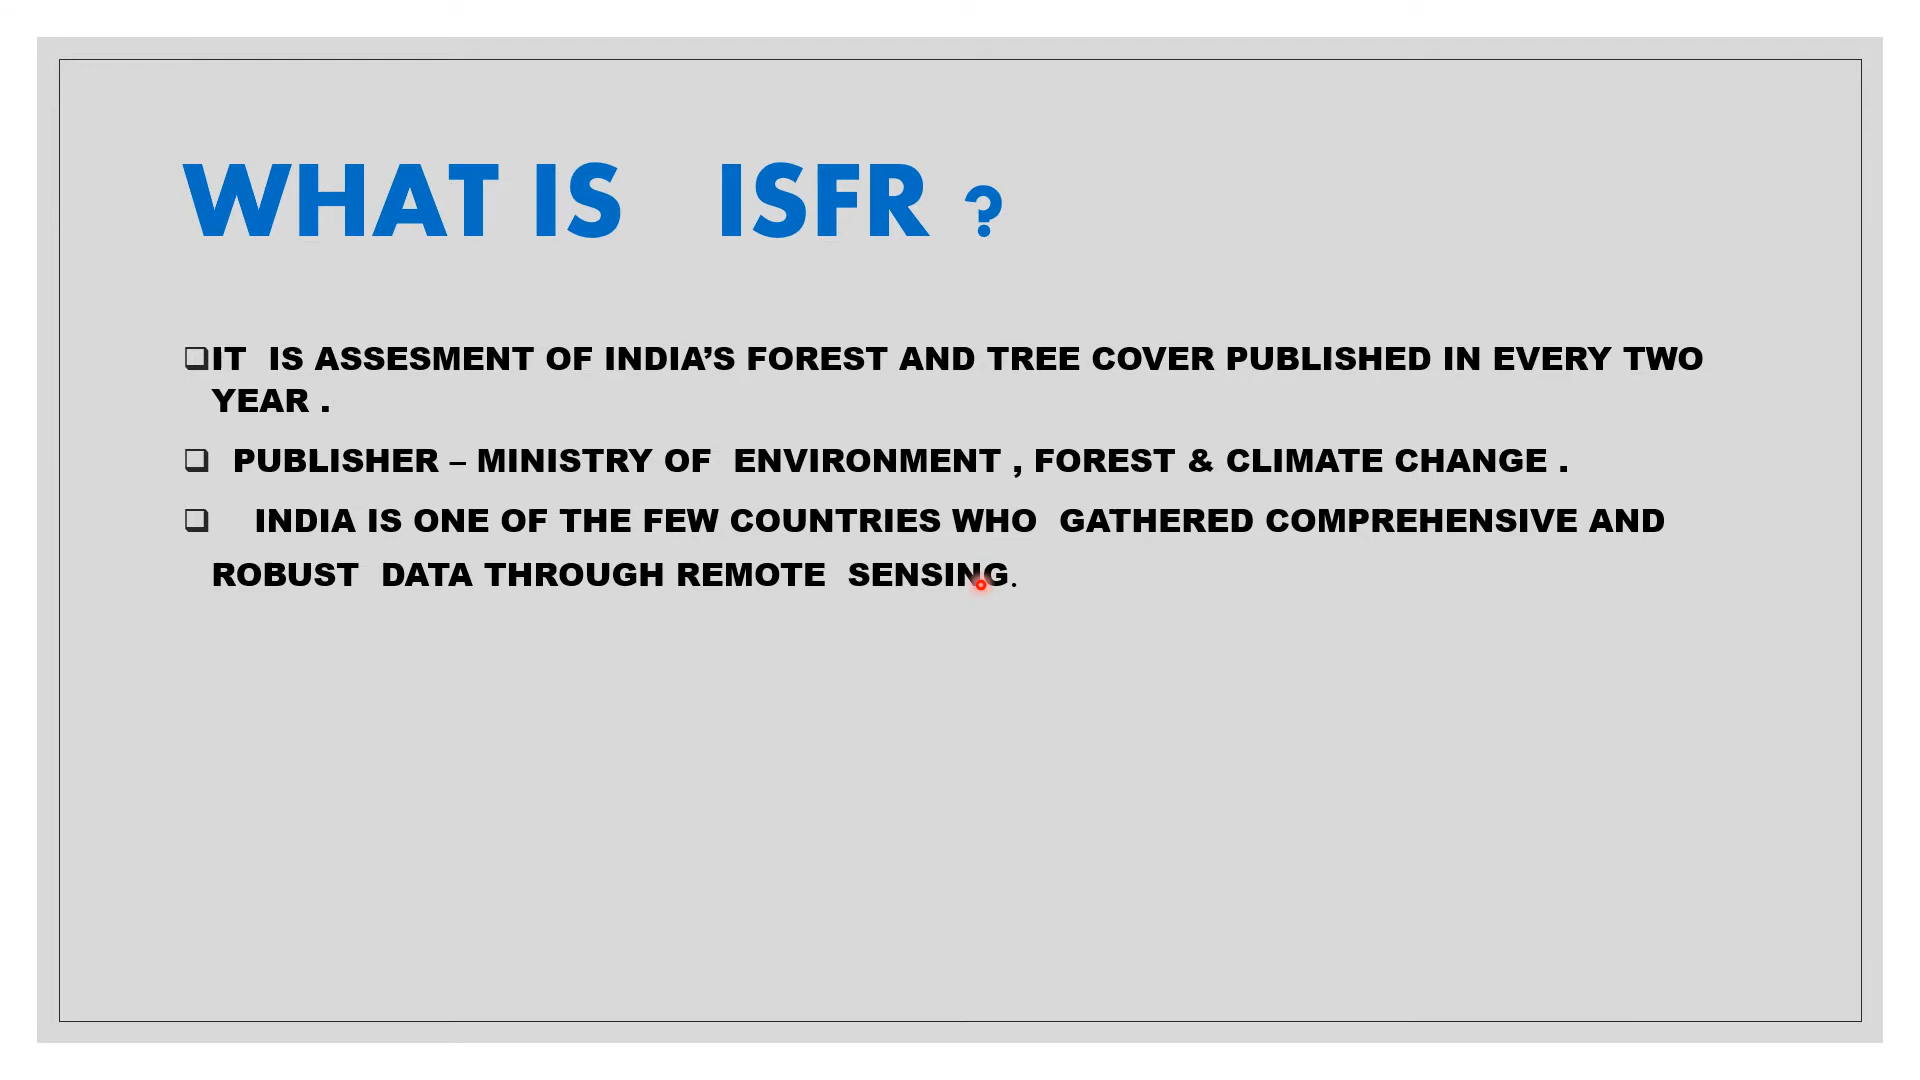 WHAT IS ISFR ?
❑IT IS ASSESMENT OF INDIA’S FOREST AND TREE COVER PUBLISHED IN EVERY TWO
YEAR .
❑ PUBLISHER – MINISTRY OF ENVIRONMENT , FOREST & CLIMATE CHANGE .
❑ INDIA IS ONE OF THE FEW COUNTRIES WHO GATHERED COMPREHENSIVE AND
ROBUST DATA THROUGH REMOTE SENSING.